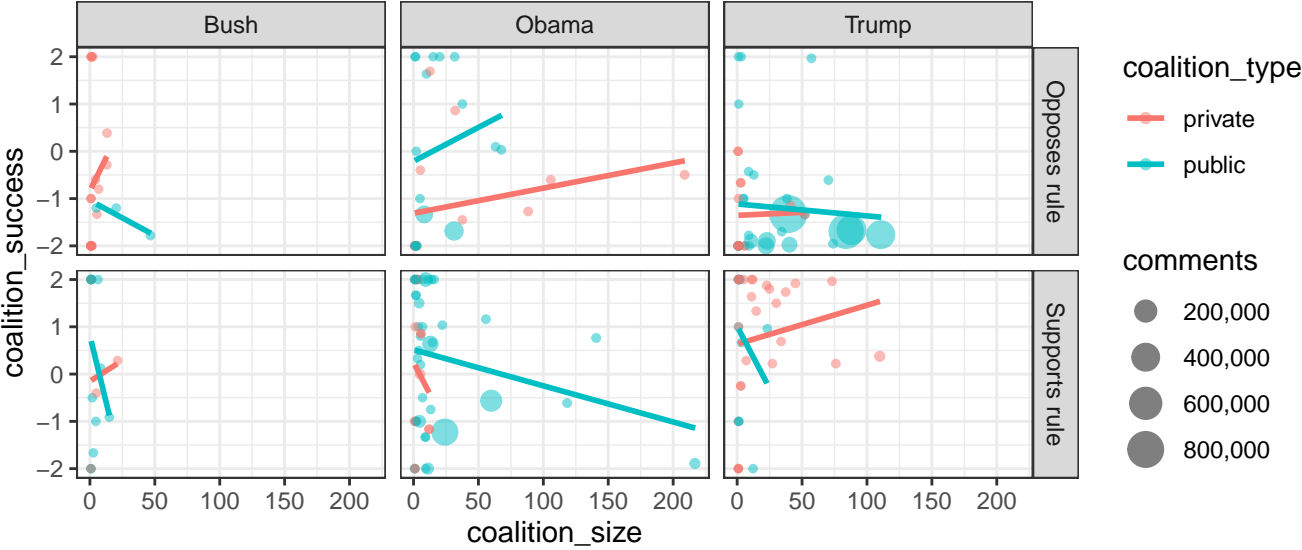 Bush
Obama
Trump
2
1
0
−1
−2
Opposes rule
2
1
0
−1
−2
Supports rule
0 50 100 150 200
0 50 100 150 200
0 50 100 150 200
coalition_size
coalition_success
coalition_type
private
public
comments
200,000
400,000
600,000
800,000